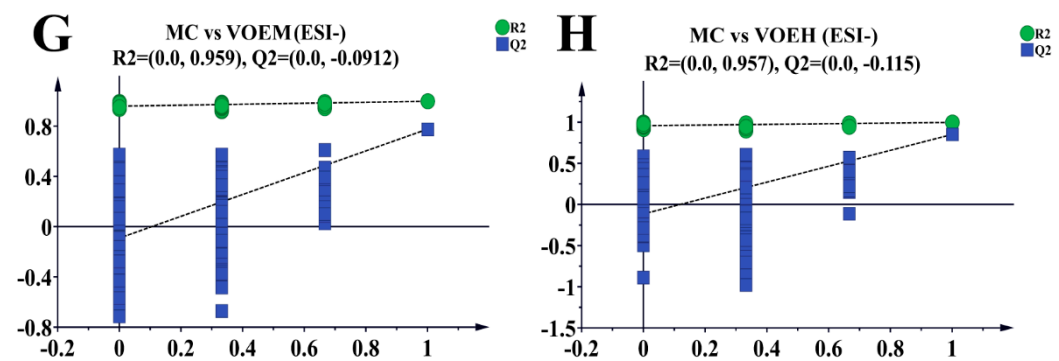 G
MC vs VOEM (ESI-)
R2=(0.0, 0.959), Q2=(0.0, -0.0912)
R2
Q2
0.8
0.4
0
-0.4
-0.8
-0.2 0 0.2 0.4 0.6 0.8 1
H
MC vs VOEH (ESI-)
R2=(0.0, 0.957), Q2=(0.0, -0.115)
R2
Q2
1
0.5
0
-0.5
-1
-1.5
-0.2 0 0.2 0.4 0.6 0.8 1